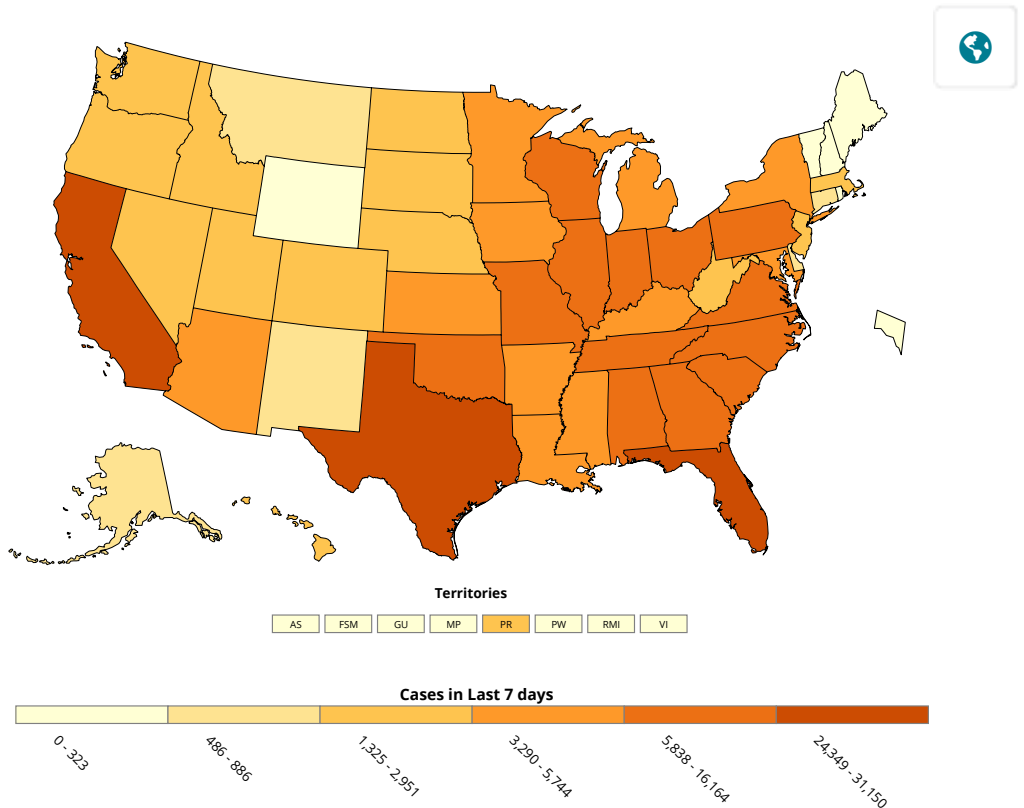 Territories
AS FSM GU MP PR PW RMI VI
Cases in Last 7 days
0 - 323
486 - 886
1,325 - 2,951
3,290 - 5,744
5,838 - 16,164
24,349 - 31,150